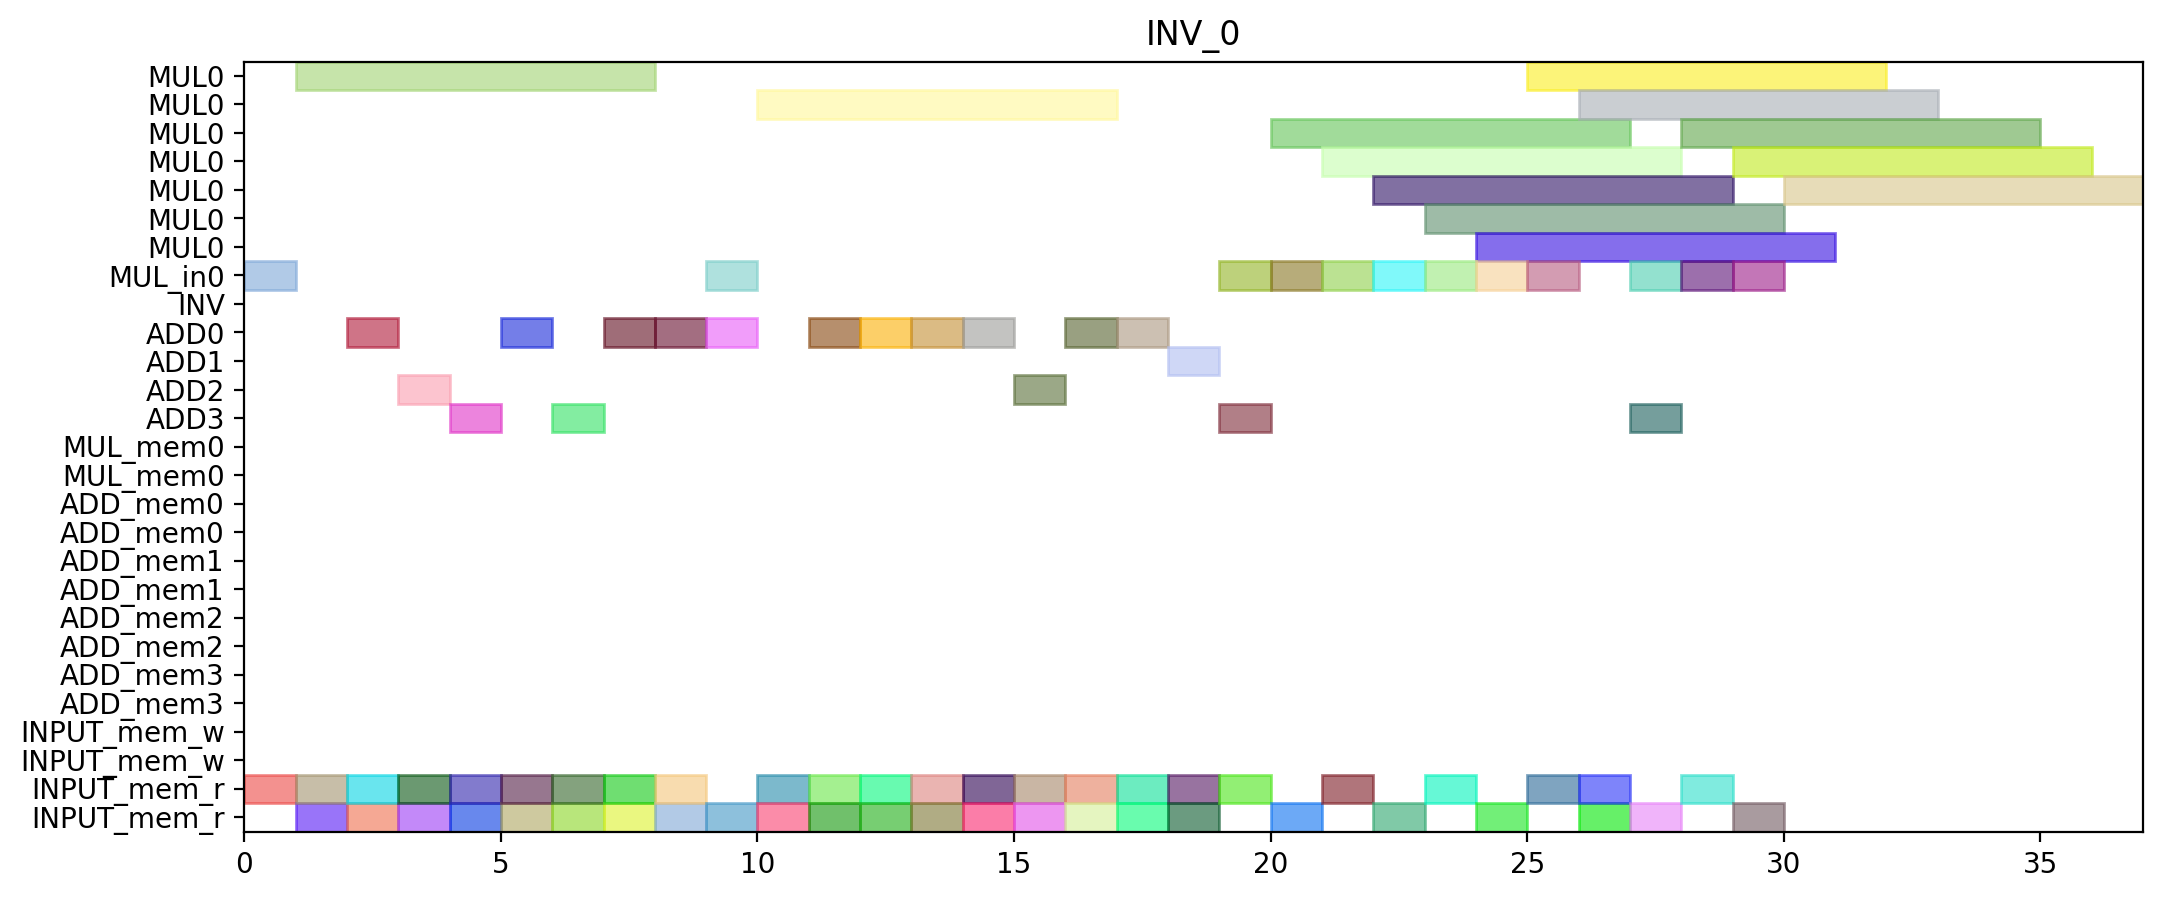 INV_0
MUL0
MUL0
MUL0
MUL0
MUL0
MUL0
MUL0
MUL_in0
INV
ADD0
ADD1
ADD2
ADD3
MUL_mem0
MUL_mem0
ADD_mem0
ADD_mem0
ADD_mem1
ADD_mem1
ADD_mem2
ADD_mem2
ADD_mem3
ADD_mem3
INPUT_mem_w
INPUT_mem_w
INPUT_mem_r
INPUT_mem_r
0 5 10 15 20 25 30 35